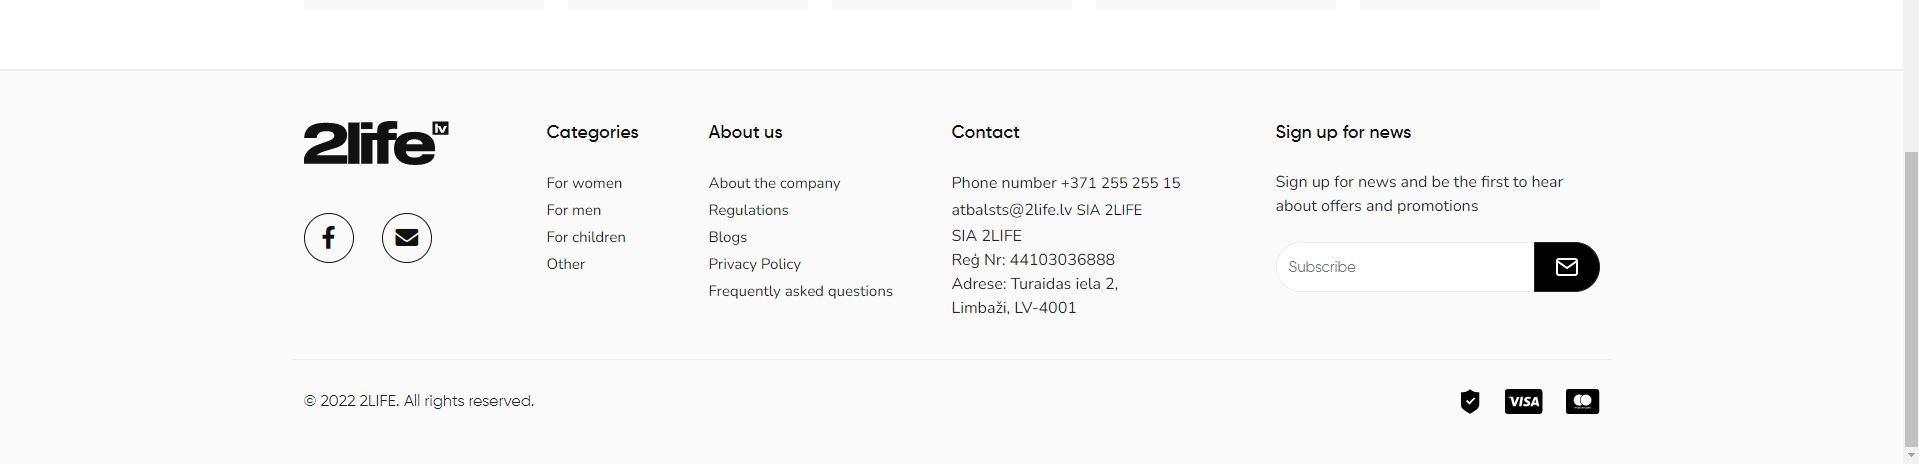 2life lv
Categories
For women
For men
For children
Other
About us
About the company
Regulations
Blogs
Privacy Policy
Frequently asked questions
Contact
Phone number +371 255 255 15
atbalsts@2life.lv SIA 2LIFE
SIA 2LIFE
Reģ Nr: 44103036888
Adrese: Turaidas iela 2,
Limbaži, LV-4001
Sign up for news
Sign up for news and be the first to hear
about offers and promotions
Subscribe
© 2022 2LIFE. All rights reserved.
VISA